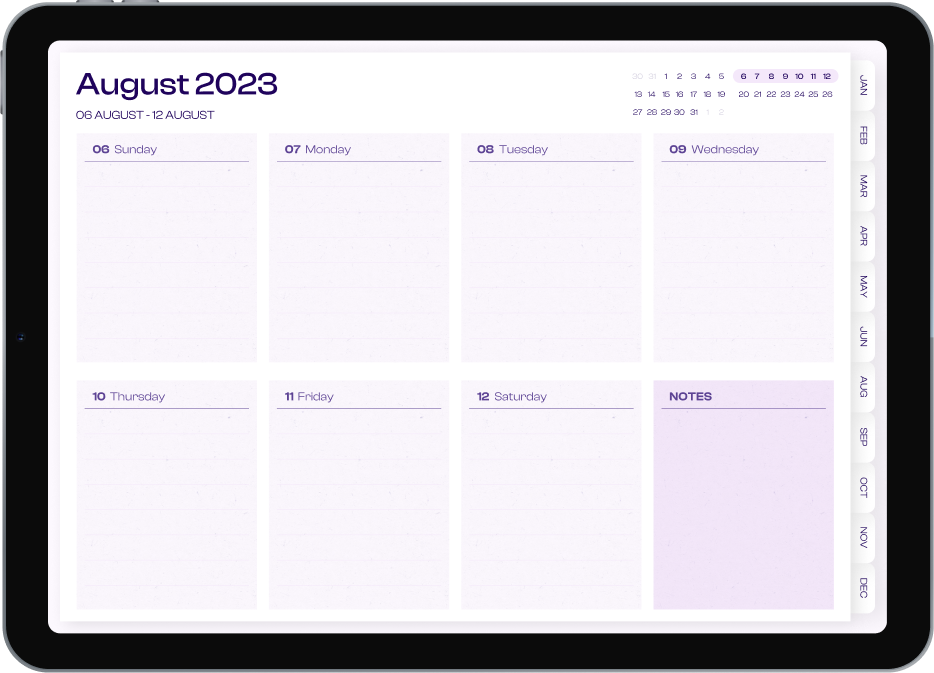 August 2023
06 AUGUST - 12 AUGUST
30 31 1 2 3 4 5 6 7 8 9 10 11 12
13 14 15 16 17 18 19 20 21 22 23 24 25 26
27 28 29 30 31 1 2
06 Sunday
07 Monday
08 Tuesday
09 Wednesday
10 Thursday
11 Friday
12 Saturday
NOTES
JAN
FEB
MAR
APR
MAY
JUN
AUG
SEP
OCT
NOV
DEC